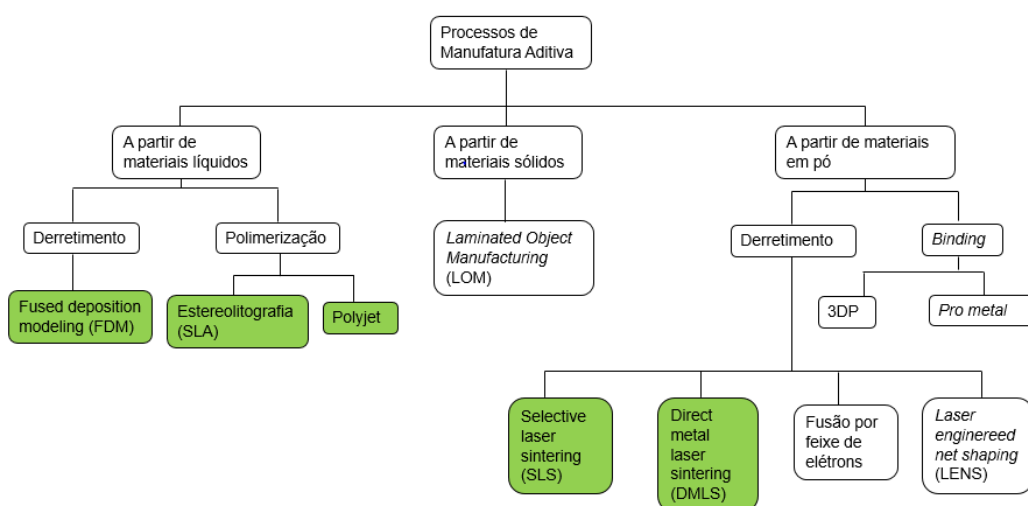 Processos de
Manufatura Aditiva
A partir de
materiais líquidos
A partir de
materiais sólidos
A partir de materiais
em pó
Derretimento
Polimerização
Laminated Object
Manufacturing
(LOM)
Derretimento
Binding
Fused deposition
modeling (FDM)
Estereolitografia
(SLA)
Polyjet
3DP
Pro metal
Selective
laser
sintering
(SLS)
Direct
metal
laser
sintering
(DMLS)
Fusão por
feixe de
elétrons
Laser
enginereed
net shaping
(LENS)